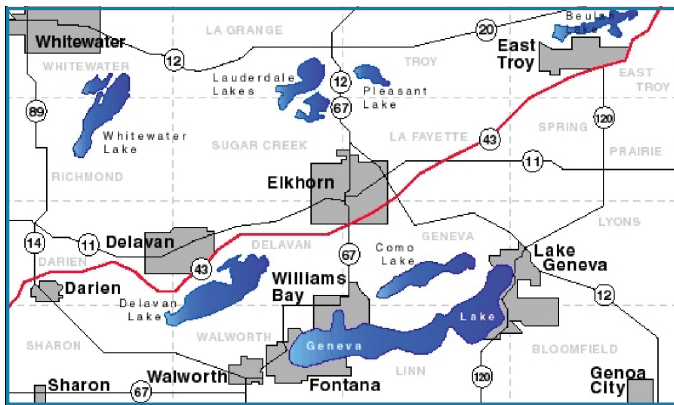 Beulah
Lake
LA GRANGE
20
Whitewater
East
Troy
12
WHITEWATER
TROY
Lauderdale
Lakes
12
Pleasant
Lake
EAST
TROY
89
67
120
Whitewater
Lake
LA FAYETTE
43
SPRING
SUGAR CREEK
11
PRAIRIE
RICHMOND
Elkhorn
LYONS
14
11
Delavan
DELAVAN
67
GENEVA
Como
Lake
Lake
Geneva
DARIEN
43
Darien
Williams
Bay
12
Delavan
Lake
Lake
SHARON
WALWORTH
Geneva
BLOOMFIELD
LINN
Walworth
Fontana
120
Genoa
City
Sharon
67